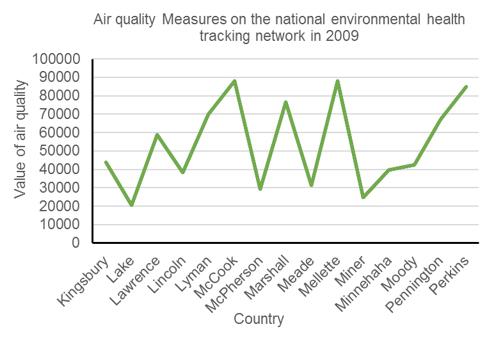 Air quality Measures on the national environmental health
tracking network in 2009
Value of air quality
100000
90000
80000
70000
60000
50000
40000
30000
20000
10000
0
Kingsbury
Lake
Lawrence
Lincoln
Lyman
McCook
McPherson
Marshall
Meade
Mellette
Miner
Minnehaha
Moody
Pennington
Perkins
Country